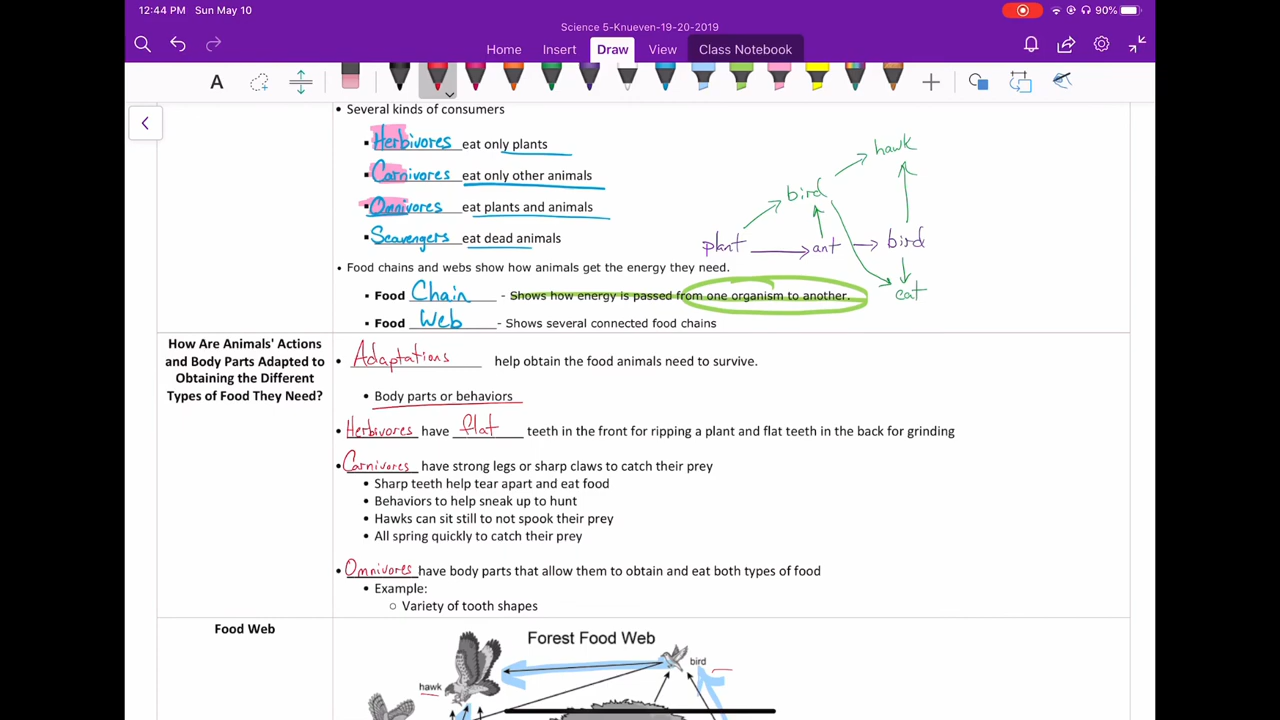 12:44 PM Sun May 10
90%
Science 5-Knueven-19-20-2019
Home Insert Draw View Class Notebook
A
• Several kinds of consumers
▪ Herbivores eat only plants
▪ Carnivores eat only other animals
▪ Omnivores eat plants and animals
▪ Scavengers eat dead animals
hawk
bird
plant ant bird
cat
• Food chains and webs show how animals get the energy they need.
▪ Food Chain - Shows how energy is passed from one organism to another.
▪ Food Web - Shows several connected food chains
How Are Animals' Actions
and Body Parts Adapted to
Obtaining the Different
Types of Food They Need?
• Adaptations help obtain the food animals need to survive.
• Body parts or behaviors
• Herbivores have flat teeth in the front for ripping a plant and flat teeth in the back for grinding
• Carnivores have strong legs or sharp claws to catch their prey
• Sharp teeth help tear apart and eat food
• Behaviors to help sneak up to hunt
• Hawks can sit still to not spook their prey
• All spring quickly to catch their prey
• Omnivores have body parts that allow them to obtain and eat both types of food
• Example:
○ Variety of tooth shapes
Food Web
Forest Food Web
bird
hawk